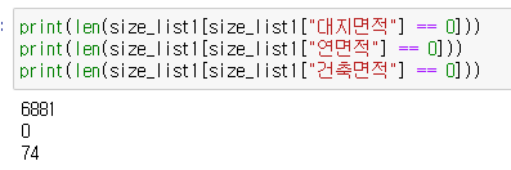 print(len(size_list1[size_list1["대지면적"] == 0]))
print(len(size_list1[size_list1["연면적"] == 0]))
print(len(size_list1[size_list1["건축면적"] == 0]))
6881
0
74